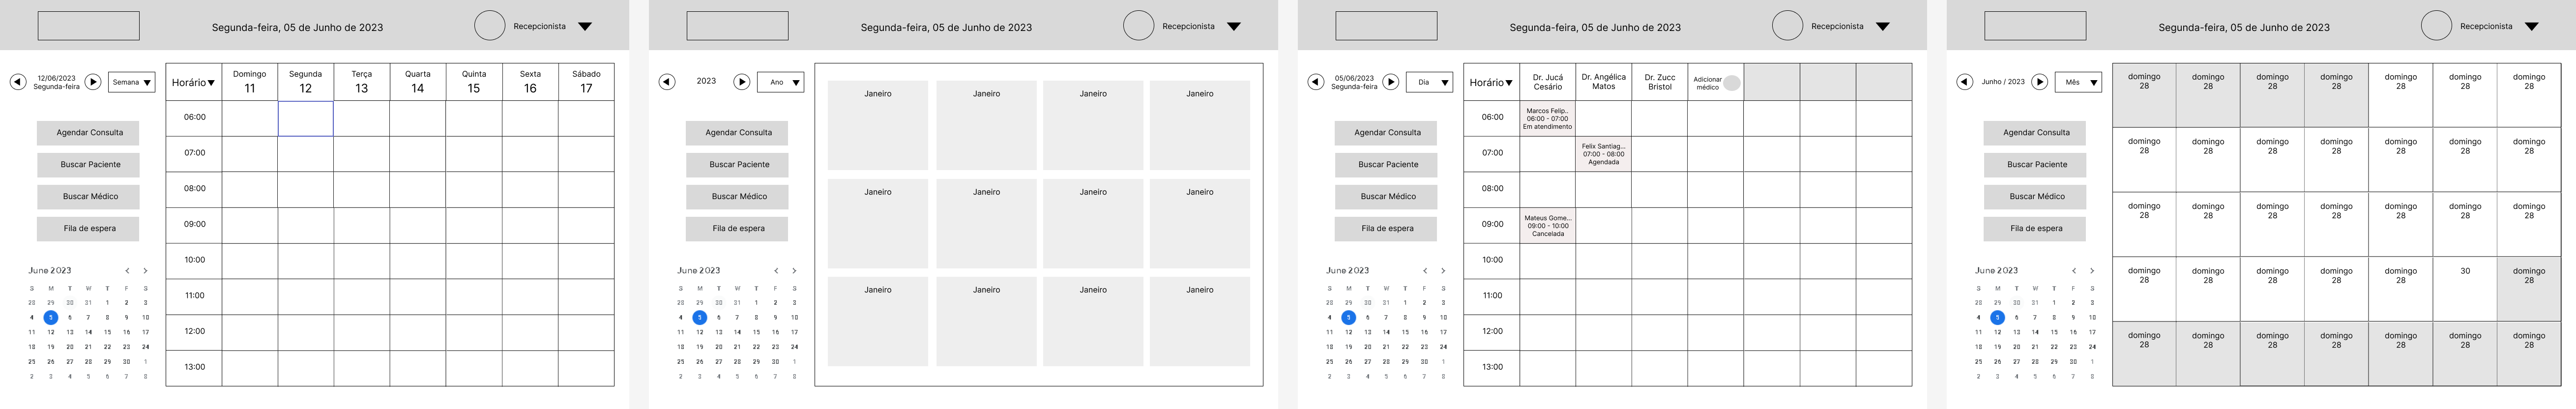 Segunda-feira, 05 de Junho de 2023
Recepcionista
12/06/2023
Segunda-feira
Semana
Agendar Consulta
Buscar Paciente
Buscar Médico
Fila de espera
June 2023
S M T W T F S
28 29 30 31 1 2 3
4 5 6 7 8 9 10
11 12 13 14 15 16 17
18 19 20 21 22 23 24
25 26 27 28 29 30 1
2 3 4 5 6 7 8
Horário
Domingo
11
Segunda
12
Terça
13
Quarta
14
Quinta
15
Sexta
16
Sábado
17
06:00
07:00
08:00
09:00
10:00
11:00
12:00
13:00
Segunda-feira, 05 de Junho de 2023
Recepcionista
2023
Ano
Agendar Consulta
Buscar Paciente
Buscar Médico
Fila de espera
June 2023
S M T W T F S
28 29 30 31 1 2 3
4 5 6 7 8 9 10
11 12 13 14 15 16 17
18 19 20 21 22 23 24
25 26 27 28 29 30 1
2 3 4 5 6 7 8
Janeiro Janeiro Janeiro Janeiro
Janeiro Janeiro Janeiro Janeiro
Janeiro Janeiro Janeiro Janeiro
Segunda-feira, 05 de Junho de 2023
Recepcionista
05/06/2023
Segunda-feira
Dia
Agendar Consulta
Buscar Paciente
Buscar Médico
Fila de espera
June 2023
S M T W T F S
28 29 30 31 1 2 3
4 5 6 7 8 9 10
11 12 13 14 15 16 17
18 19 20 21 22 23 24
25 26 27 28 29 30 1
2 3 4 5 6 7 8
Horário
Dr. Jucá
Cesário
Dr. Angélica
Matos
Dr. Zucc
Bristol
Adicionar
médico
06:00
Marcos Felip..
06:00 - 07:00
Em atendimento
07:00
Felix Santiag...
07:00 - 08:00
Agendada
08:00
09:00
Mateus Gome...
09:00 - 10:00
Cancelada
10:00
11:00
12:00
13:00
Segunda-feira, 05 de Junho de 2023
Recepcionista
Junho / 2023
Mês
Agendar Consulta
Buscar Paciente
Buscar Médico
Fila de espera
June 2023
S M T W T F S
28 29 30 31 1 2 3
4 5 6 7 8 9 10
11 12 13 14 15 16 17
18 19 20 21 22 23 24
25 26 27 28 29 30 1
2 3 4 5 6 7 8
domingo domingo domingo domingo domingo domingo domingo
28 28 28 28 28 28 28
domingo domingo domingo domingo domingo domingo domingo
28 28 28 28 28 28 28
domingo domingo domingo domingo domingo domingo domingo
28 28 28 28 28 28 28
domingo domingo domingo domingo domingo 30 domingo
28 28 28 28 28 28
domingo domingo domingo domingo domingo domingo domingo
28 28 28 28 28 28 28